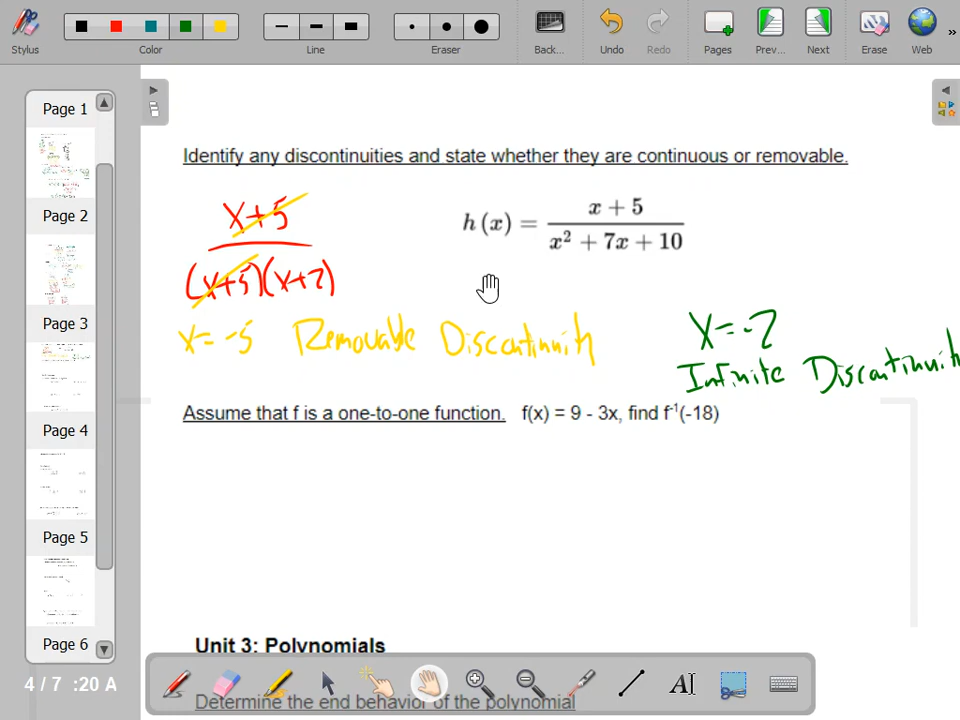 Stylus
Color
Line
Eraser
Back...
Undo
Redo
Pages
Prev...
Next
Erase
Web
»
Page 1
Page 2
Page 3
Page 4
Page 5
Page 6
4 / 7 :20 A
Identify any discontinuities and state whether they are continuous or removable.
x+5
(x+5)(x+2)
h (x) = x + 5
x² + 7x + 10
x = -5 Removable Discontinuity
x = -2
Infinite Discontinuit
Assume that f is a one-to-one function. f(x) = 9 - 3x, find f⁻¹(-18)
Unit 3: Polynomials
Determine the end behavior of the polynomial
A